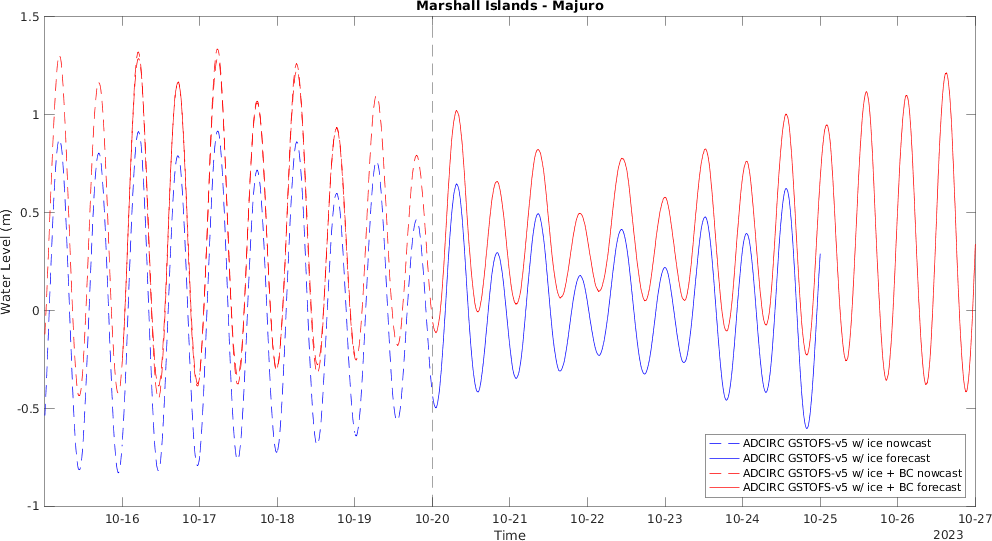 Marshall Islands - Majuro
Water Level (m)
1.5
1
0.5
0
-0.5
-1
10-16
10-17
10-18
10-19
10-20
10-21
10-22
10-23
10-24
10-25
10-26
10-27
Time
2023
ADCIRC GSTOFS-v5 w/ ice nowcast
ADCIRC GSTOFS-v5 w/ ice forecast
ADCIRC GSTOFS-v5 w/ ice + BC nowcast
ADCIRC GSTOFS-v5 w/ ice + BC forecast